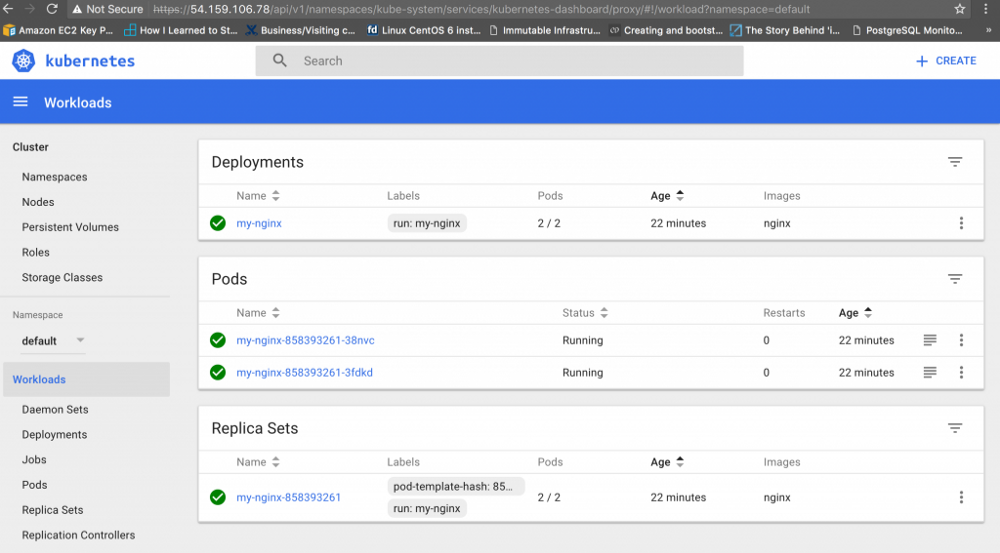 Not Secure https://54.159.106.78/api/v1/namespaces/kube-system/services/kubernetes-dashboard/proxy/#!/workload?namespace=default
Amazon EC2 Key P... How I Learned to St... Business/Visiting c... fd Linux CentOS 6 inst... Immutable Infrastru... Creating and bootst... The Story Behind 'i... PostgreSQL Monito... »
kubernetes Search + CREATE
Workloads
Cluster
Namespaces
Nodes
Persistent Volumes
Roles
Storage Classes
Namespace
default
Workloads
Daemon Sets
Deployments
Jobs
Pods
Replica Sets
Replication Controllers
Deployments
Name Labels Pods Age Images
my-nginx run: my-nginx 2 / 2 22 minutes nginx
Pods
Name Status Restarts Age
my-nginx-858393261-38nvc Running 0 22 minutes
my-nginx-858393261-3fdkd Running 0 22 minutes
Replica Sets
Name Labels Pods Age Images
my-nginx-858393261 pod-template-hash: 85... 2 / 2 22 minutes nginx
run: my-nginx